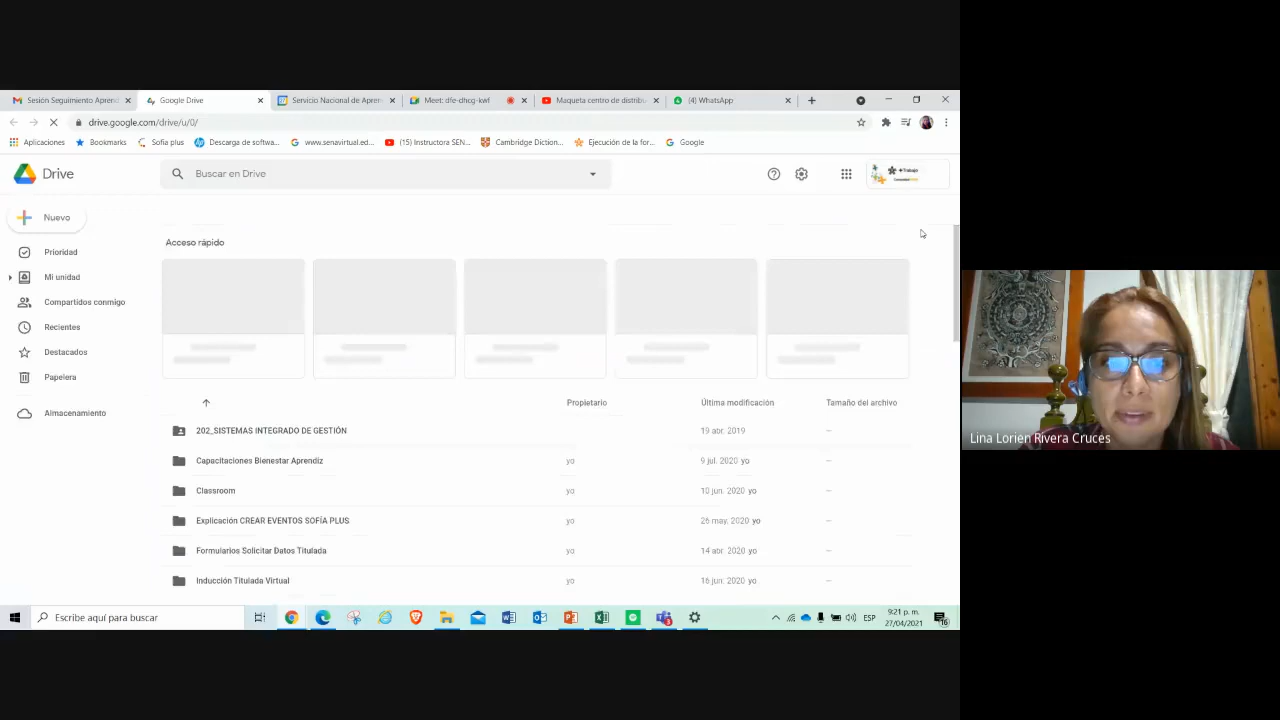 Sesión Seguimiento Aprend
Google Drive
Servicio Nacional de Apren
Meet: dfe-dhcg-kwf
Maqueta centro de distribu
(4) WhatsApp
drive.google.com/drive/u/0/
Aplicaciones
Bookmarks
Sofia plus
Descarga de softwa...
www.senavirtual.ed...
(15) Instructora SEN...
Cambridge Diction...
Ejecución de la for...
Google
Drive
Buscar en Drive
+Trabajo
Nuevo
Prioridad
Mi unidad
Compartidos conmigo
Recientes
Destacados
Papelera
Almacenamiento
Acceso rápido
Propietario
Última modificación
Tamaño del archivo
202_SISTEMAS INTEGRADO DE GESTIÓN
19 abr. 2019
—
Capacitaciones Bienestar Aprendíz
yo
9 jul. 2020 yo
—
Classroom
yo
10 jun. 2020 yo
—
Explicación CREAR EVENTOS SOFÍA PLUS
yo
26 may. 2020 yo
—
Formularios Solicitar Datos Titulada
yo
14 abr. 2020 yo
—
Inducción Titulada Virtual
yo
16 jun. 2020 yo
—
Lina Lorien Rivera Cruces
Escribe aquí para buscar
ESP
9:21 p. m.
27/04/2021
16